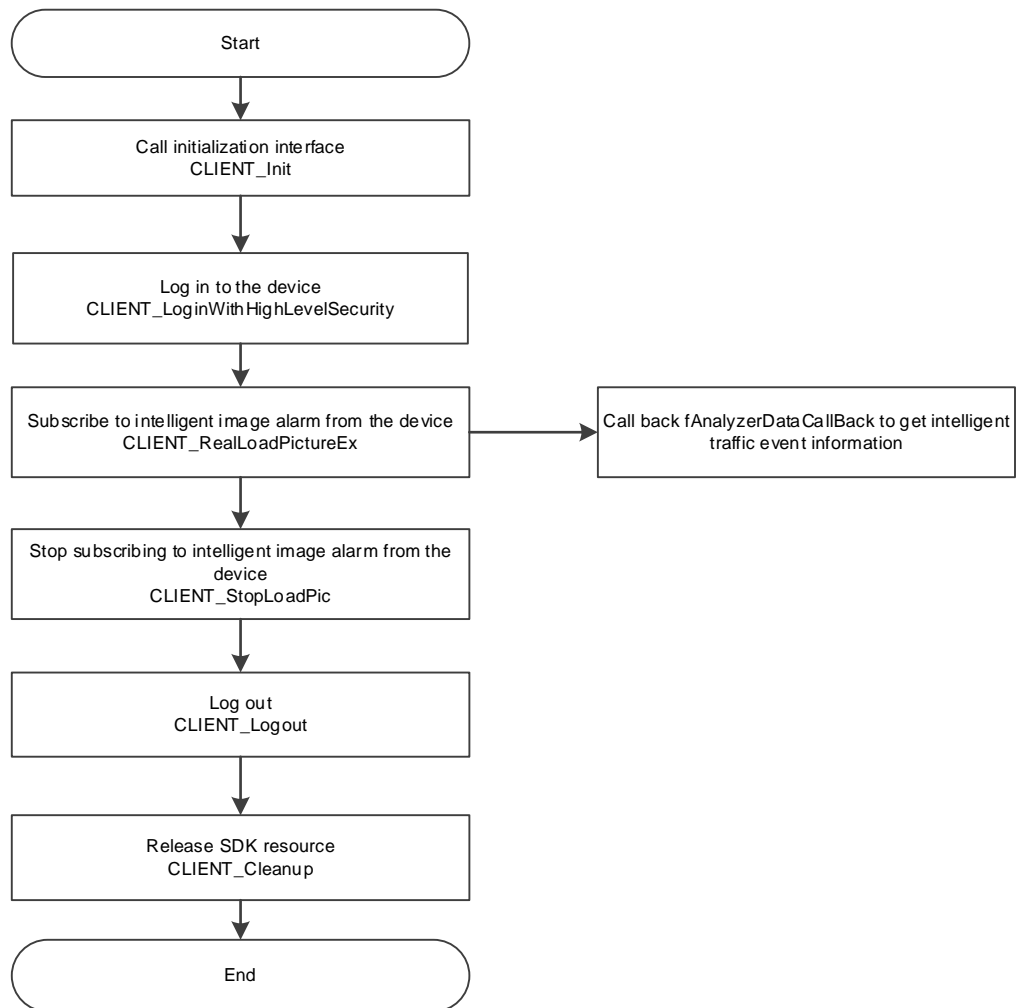 Start
Call initialization interface
CLIENT_Init
Log in to the device
CLIENT_LoginWithHighLevelSecurity
Subscribe to intelligent image alarm from the device
CLIENT_RealLoadPictureEx
Call back fAnalyzerDataCallBack to get intelligent
traffic event information
Stop subscribing to intelligent image alarm from the
device
CLIENT_StopLoadPic
Log out
CLIENT_Logout
Release SDK resource
CLIENT_Cleanup
End